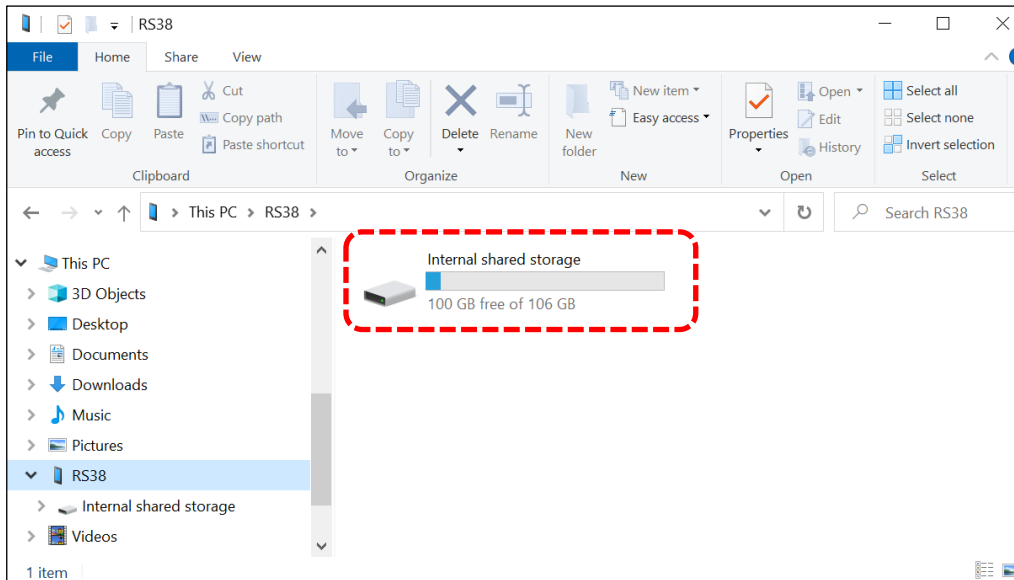 RS38
File Home Share View
Pin to Quick access
Copy
Paste
Cut
Copy path
Paste shortcut
Clipboard
Move to
Copy to
Delete
Rename
Organize
New folder
New item
Easy access
New
Properties
Open
Edit
History
Open
Select all
Select none
Invert selection
Select
This PC > RS38 >
Search RS38
This PC
3D Objects
Desktop
Documents
Downloads
Music
Pictures
RS38
Internal shared storage
Videos
Internal shared storage
100 GB free of 106 GB
1 item